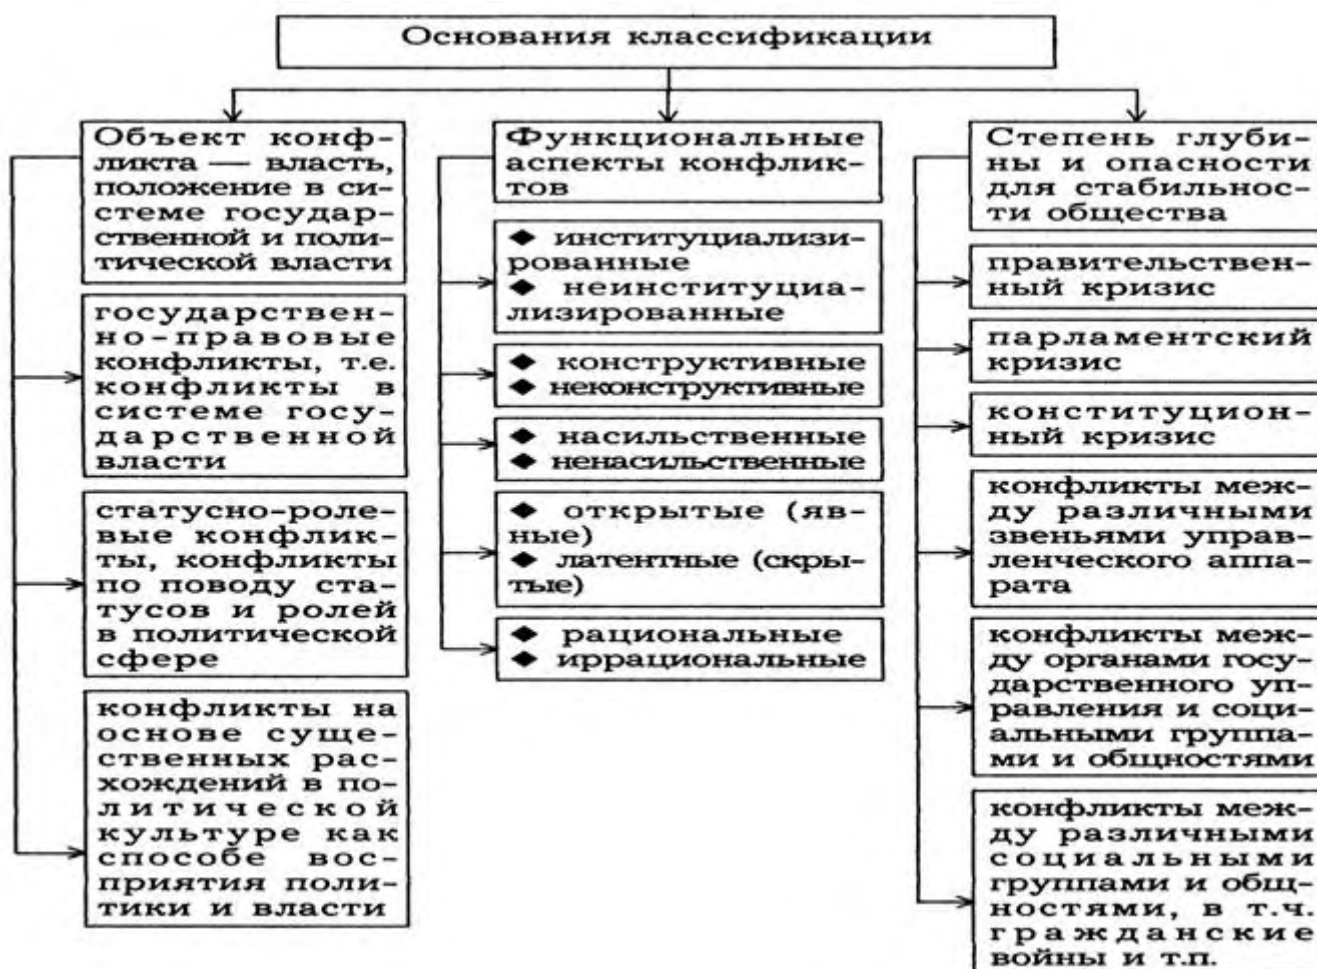 Основания классификации
Объект конф-
ликта — власть,
положение в си-
стеме государ-
ственной и поли-
тической власти
государствен-
но-правовые
конфликты, т.е.
конфликты в
системе госу-
дарственной
власти
статусно-роле-
вые конфлик-
ты, конфликты
по поводу ста-
тусов и ролей
в политической
сфере
конфликты на
основе суще-
ственных рас-
хождений в по-
литической
культуре как
способе вос-
приятия поли-
тики и власти
Функциональные
аспекты конфлик-
тов
◆ институциализи-
рованные
◆ неинституциа-
лизированные
◆ конструктивные
◆ неконструктивные
◆ насильственные
◆ ненасильственные
◆ открытые (яв-
ные)
◆ латентные (скры-
тые)
◆ рациональные
◆ иррациональные
Степень глуби-
ны и опасности
для стабильнос-
ти общества
правительствен-
ный кризис
парламентский
кризис
конституцион-
ный кризис
конфликты меж-
ду различными
звеньями управ-
ленческого аппа-
рата
конфликты меж-
ду органами госу-
дарственного уп-
равления и соци-
альными группа-
ми и общностями
конфликты меж-
ду различными
социальными
группами и общ-
ностями, в т.ч.
гражданские
войны и т.п.